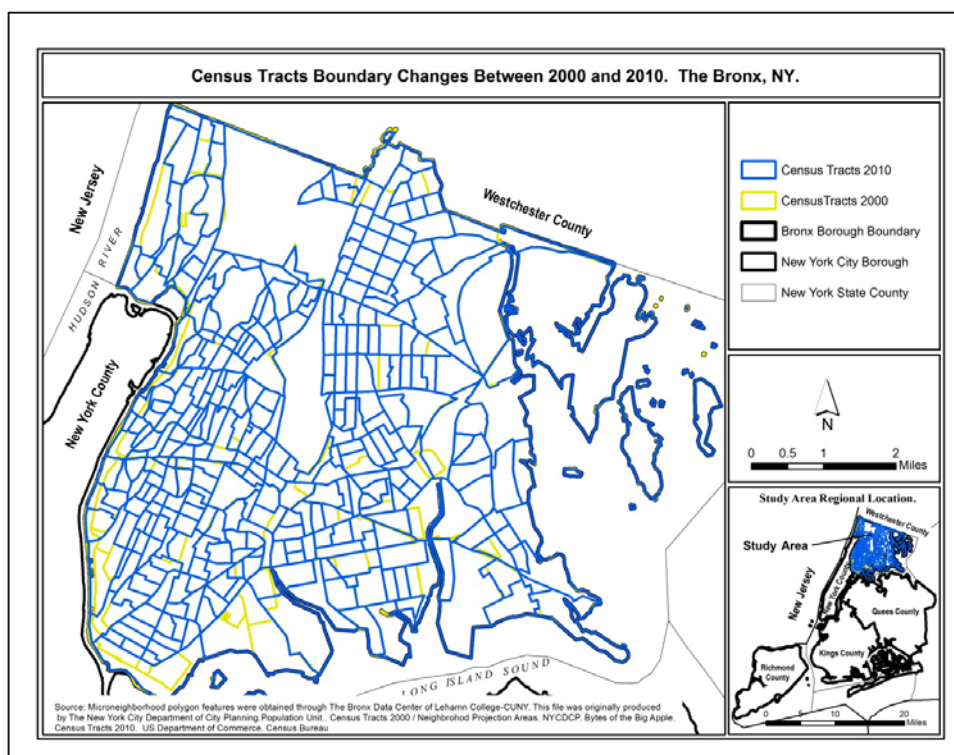 Census Tracts Boundary Changes Between 2000 and 2010. The Bronx, NY.
New Jersey
HUDSON RIVER
New York County
Westchester County
LONG ISLAND SOUND
Census Tracts 2010
CensusTracts 2000
Bronx Borough Boundary
New York City Borough
New York State County
N
0 0.5 1 2
Miles
Study Area Regional Location.
Westchester County
Study Area
New Jersey
New York County
Quees County
Kings County
Richmond
County
0 10 20
Miles
Source: Microneighborhood polygon features were obtained through The Bronx Data Center of Lehamn College-CUNY. This file was originally produced
by The New York City Department of City Planning.Population Unit.. Census Tracts 2000 / Neighbrohod Projection Areas. NYCDCP. Bytes of the Big Apple.
Census Tracts 2010. US Department of Commerce. Census Bureau